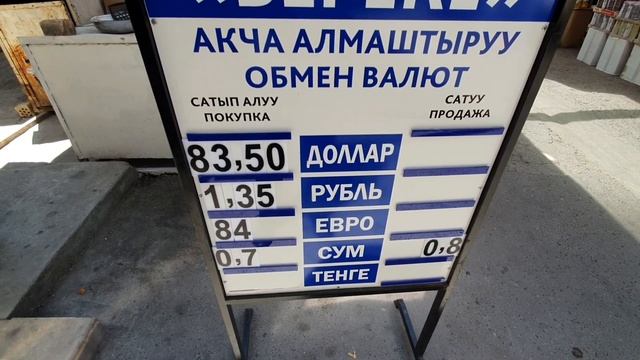 «BEREKE»
АКЧА АЛМАШТЫРУУ
ОБМЕН ВАЛЮТ
САТЫП АЛУУ
ПОКУПКА
САТУУ
ПРОДАЖА
83,50 ДОЛЛАР
1,35 РУБЛЬ
84 ЕВРО
0,7 СУМ 0,8
ТЕНГЕ